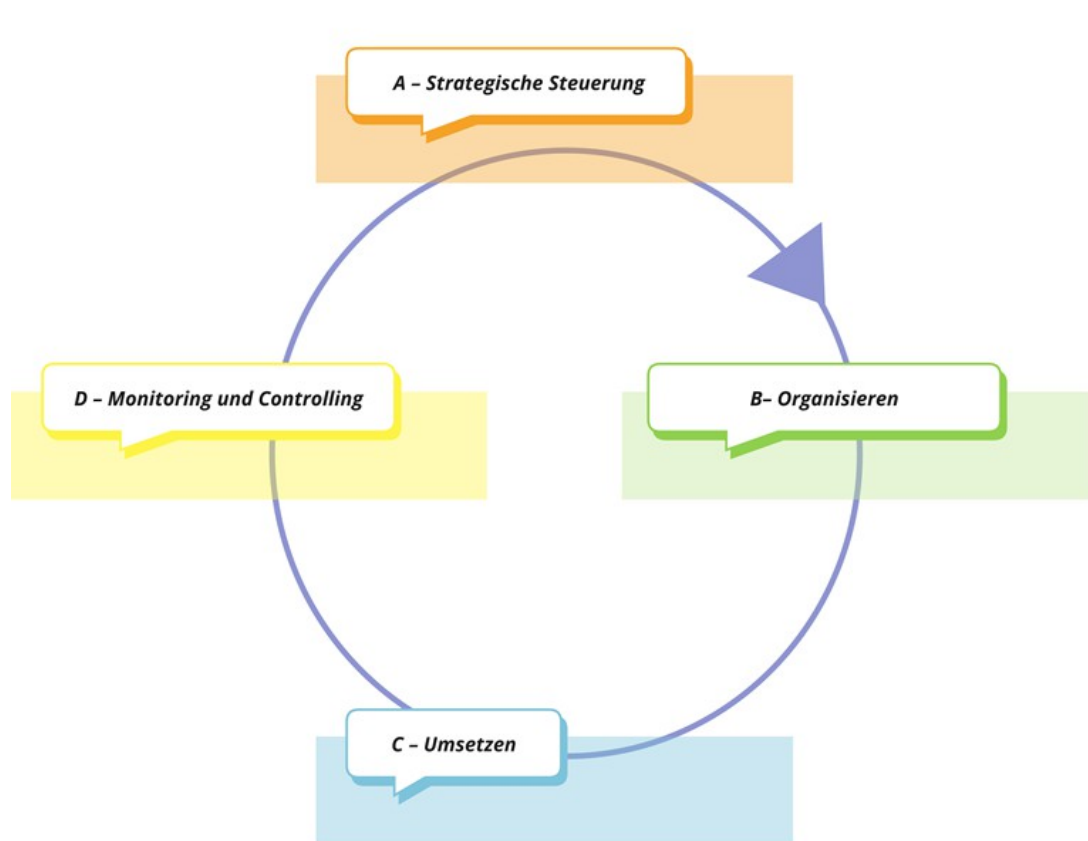 A – Strategische Steuerung
B– Organisieren
C – Umsetzen
D – Monitoring und Controlling